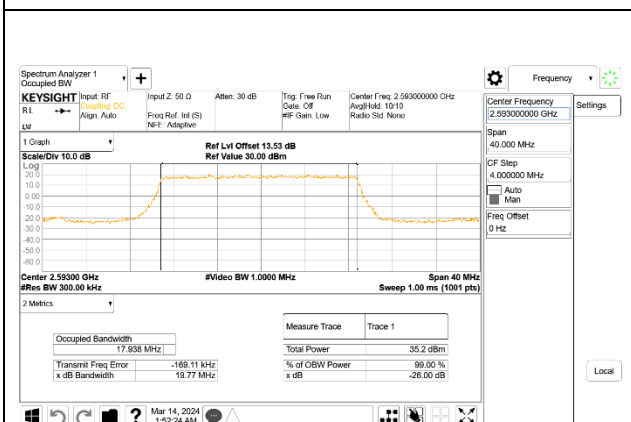 Spectrum Analyzer 1
Occupied BW
Frequency
KEYSIGHT
Input: RF
Input Z: 50 Ω
Atten: 30 dB
Trig: Free Run
Center Freq: 2.593000000 GHz
RL
Coupling: DC
Gate: Off
Avg|Hold: 10/10
Align: Auto
Freq Ref: Int (S)
#IF Gain: Low
Radio Std: None
NFE: Adaptive
Center Frequency
2.593000000 GHz
Settings
Span
40.000 MHz
CF Step
4.000000 MHz
Auto
Man
Freq Offset
0 Hz
Local
1 Graph
Ref Lvl Offset 13.53 dB
Scale/Div 10.0 dB
Ref Value 30.00 dBm
Log
20.0
10.0
0.00
-10.0
-20.0
-30.0
-40.0
-50.0
-60.0
Center 2.59300 GHz
#Video BW 1.0000 MHz
Span 40 MHz
#Res BW 300.00 kHz
Sweep 1.00 ms (1001 pts)
2 Metrics
Measure Trace
Trace 1
Occupied Bandwidth
17.938 MHz
Total Power
35.2 dBm
Transmit Freq Error
-169.11 kHz
% of OBW Power
99.00 %
x dB Bandwidth
19.77 MHz
x dB
-26.00 dB
?
Mar 14, 2024
1:52:24 AM